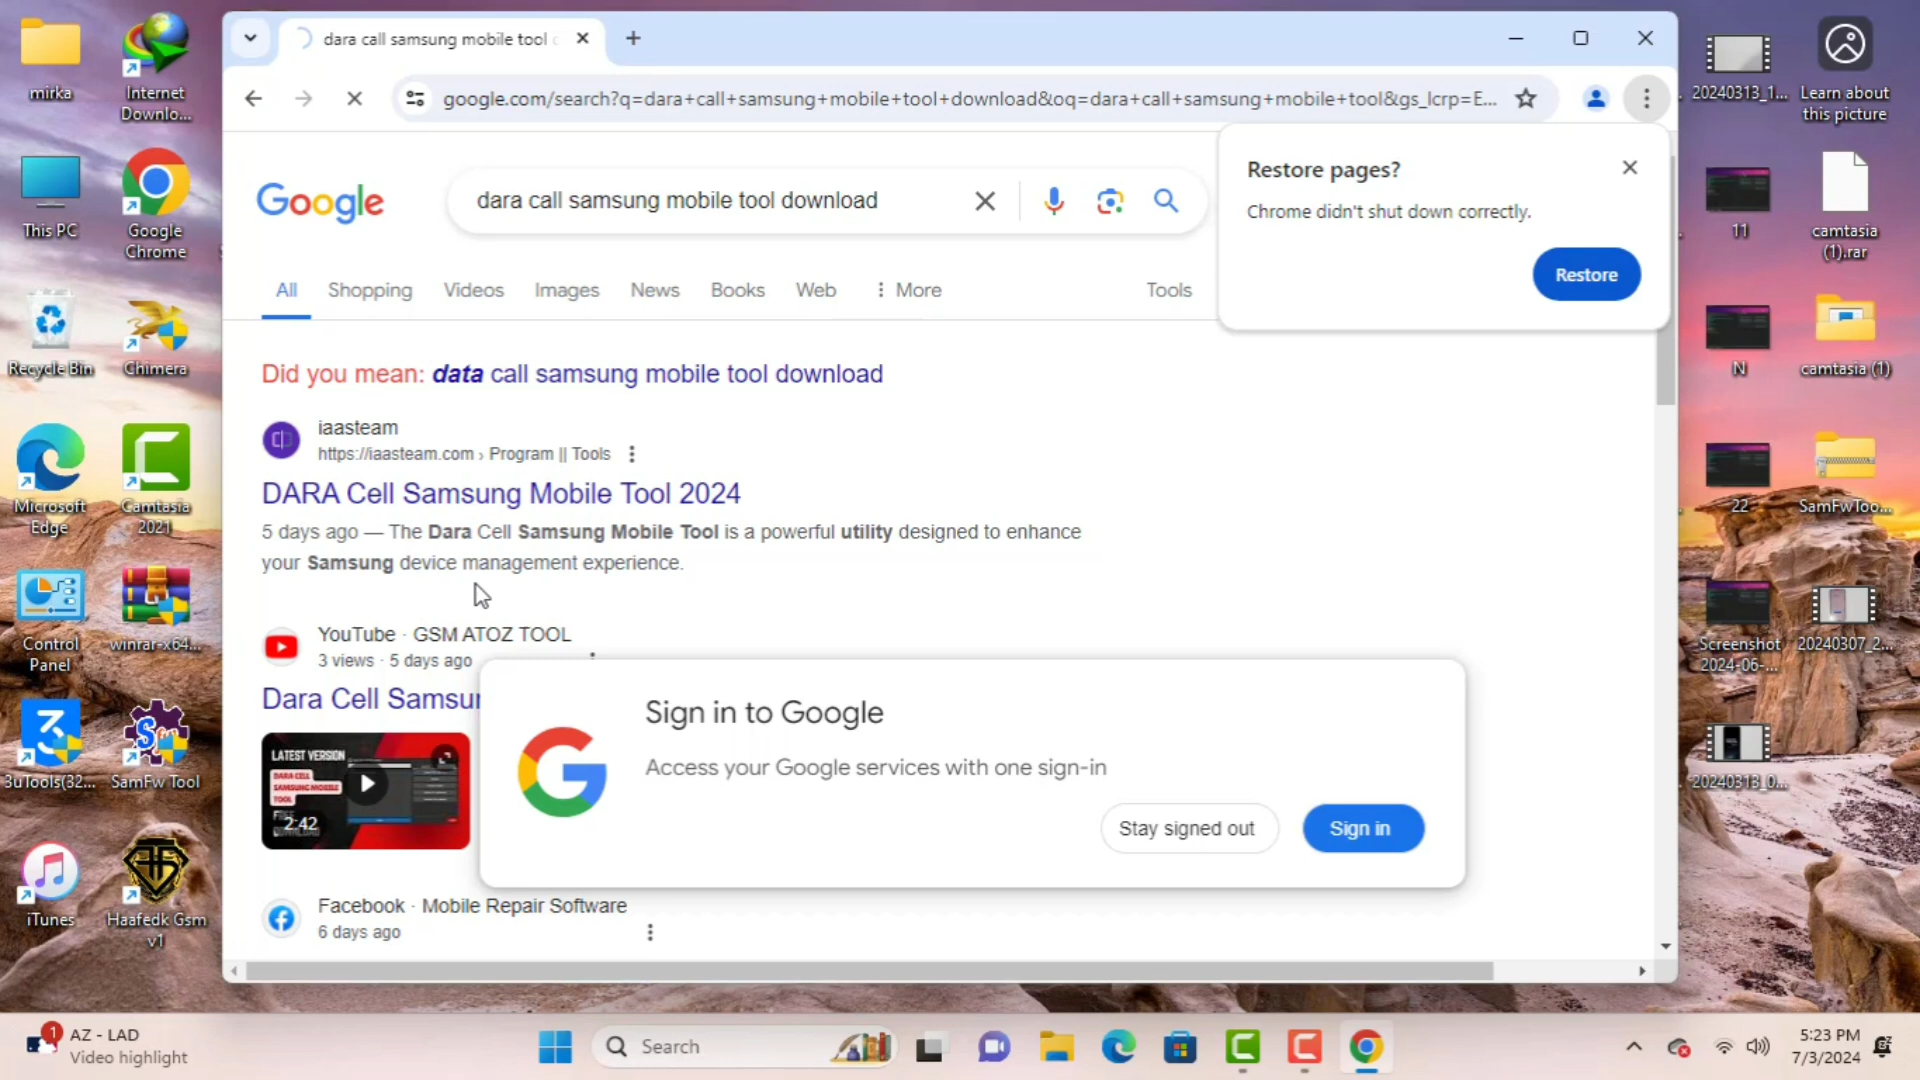 mirka
Internet
Downlo...
This PC
Google
Chrome
Recycle Bin
Chimera
Microsoft
Edge
Camtasia
2021
Control
Panel
winrar-x64...
3uTools(32...
SamFw Tool
iTunes
Haafedk Gsm
v1
dara call samsung mobile tool
google.com/search?q=dara+call+samsung+mobile+tool+download&oq=dara+call+samsung+mobile+tool&gs_lcrp=E...
Google
dara call samsung mobile tool download
All
Shopping
Videos
Images
News
Books
Web
More
Tools
Restore pages?
Chrome didn't shut down correctly.
Restore
Did you mean: data call samsung mobile tool download
iaasteam
https://iaasteam.com › Program || Tools
DARA Cell Samsung Mobile Tool 2024
5 days ago — The Dara Cell Samsung Mobile Tool is a powerful utility designed to enhance
your Samsung device management experience.
YouTube · GSM ATOZ TOOL
3 views · 5 days ago
Dara Cell Samsu
LATEST VERSION
DARA CELL
SAMSUNG MOBILE
TOOL
2:42
Sign in to Google
Access your Google services with one sign-in
Stay signed out
Sign in
Facebook · Mobile Repair Software
6 days ago
20240313_1...
Learn about
this picture
11
camtasia
(1).rar
N
camtasia (1)
22
SamFwToo...
Screenshot
2024-06-...
20240307_2...
20240313_0...
1
AZ - LAD
Video highlight
Search
5:23 PM
7/3/2024